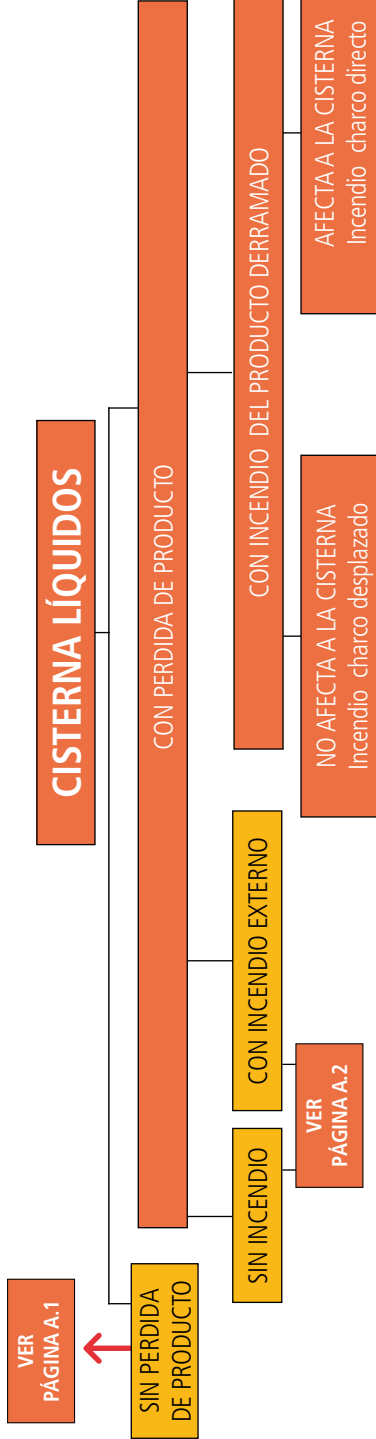 CISTERNA LÍQUIDOS
VER
PÁGINA A.1
SIN PERDIDA
DE PRODUCTO
CON PERDIDA DE PRODUCTO
SIN INCENDIO
CON INCENDIO EXTERNO
CON INCENDIO DEL PRODUCTO DERRAMADO
VER
PÁGINA A.2
NO AFECTA A LA CISTERNA
Incendio charco desplazado
AFECTA A LA CISTERNA
Incendio charco directo